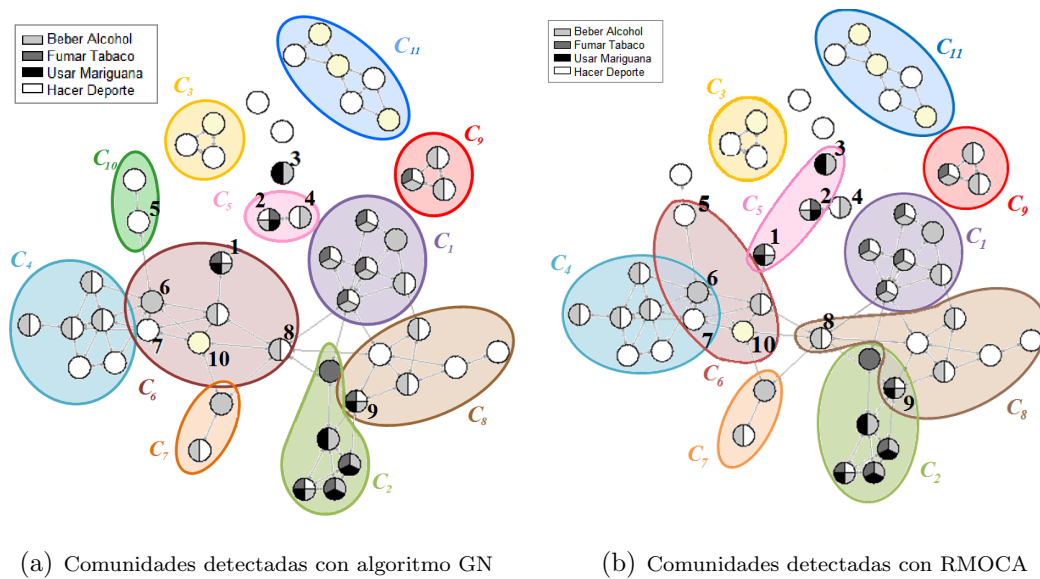 Beber Alcohol
Fumar Tabaco
Usar Mariguana
Hacer Deporte
C11
C3
C9
C10
3
2
4
C5
5
1
C1
C4
6
8
7
10
C6
9
C8
C7
C2
(a) Comunidades detectadas con algoritmo GN
Beber Alcohol
Fumar Tabaco
Usar Mariguana
Hacer Deporte
C11
C3
3
C9
2
4
5
C5
1
C1
C4
6
8
7
10
C6
9
C8
C7
C2
(b) Comunidades detectadas con RMOCA